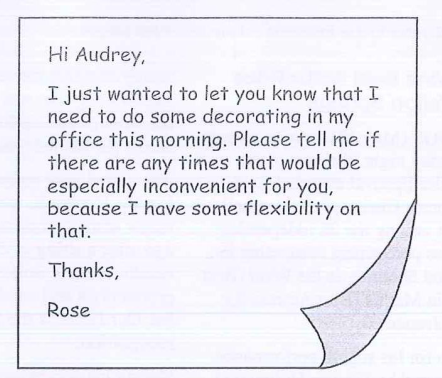 Hi Audrey,
I just wanted to let you know that I
need to do some decorating in my
office this morning. Please tell me if
there are any times that would be
especially inconvenient for you,
because I have some flexibility on
that.
Thanks,
Rose